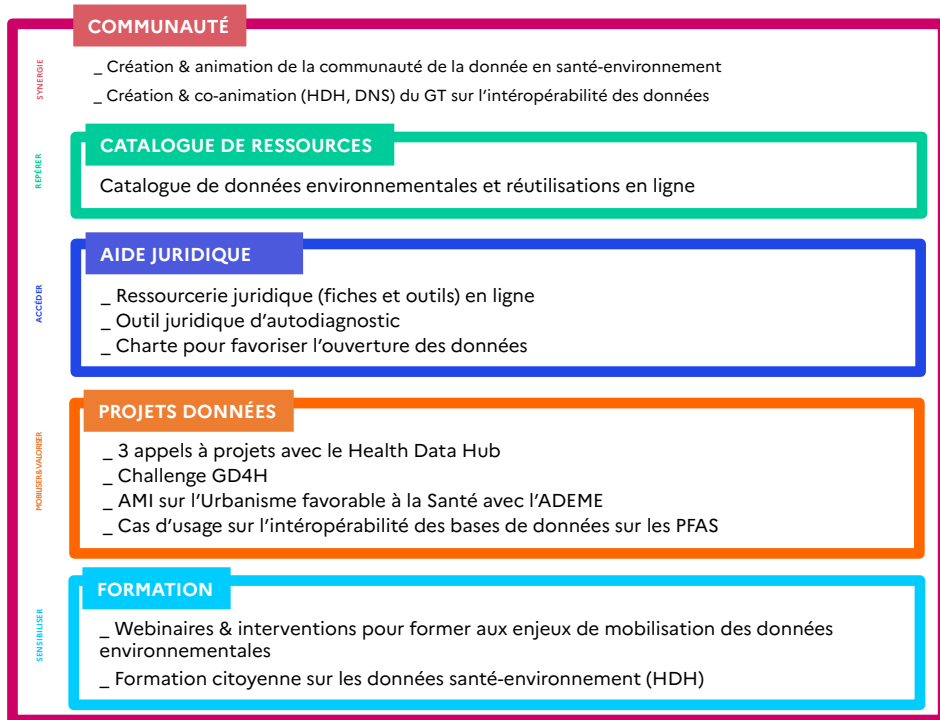 COMMUNAUTÉ
SYNERGIE
_ Création & animation de la communauté de la donnée en santé-environnement
_ Création & co-animation (HDH, DNS) du GT sur l'intéropérabilité des données
REPÉRER
CATALOGUE DE RESSOURCES
Catalogue de données environnementales et réutilisations en ligne
ACCÉDER
AIDE JURIDIQUE
_ Ressourcerie juridique (fiches et outils) en ligne
_ Outil juridique d'autodiagnostic
_ Charte pour favoriser l'ouverture des données
MOBILISER&VALORISER
PROJETS DONNÉES
_ 3 appels à projets avec le Health Data Hub
_ Challenge GD4H
_ AMI sur l'Urbanisme favorable à la Santé avec l'ADEME
_ Cas d'usage sur l'intéropérabilité des bases de données sur les PFAS
SENSIBILISER
FORMATION
_ Webinaires & interventions pour former aux enjeux de mobilisation des données
environnementales
_ Formation citoyenne sur les données santé-environnement (HDH)